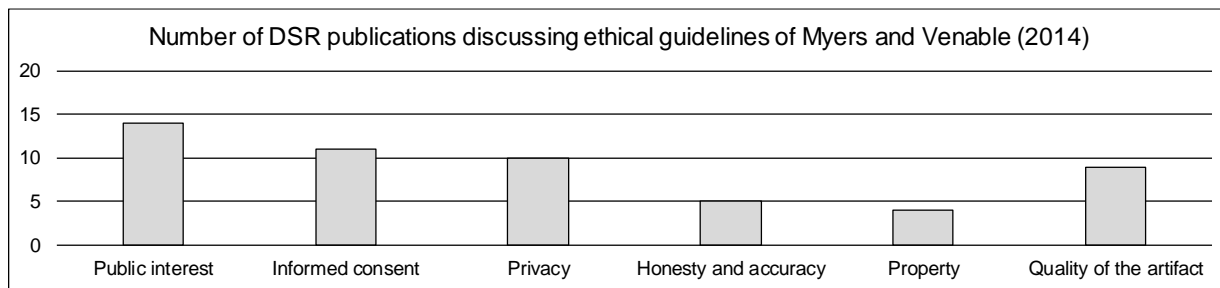 Number of DSR publications discussing ethical guidelines of Myers and Venable (2014)
20
15
10
5
0
Public interest Informed consent Privacy Honesty and accuracy Property Quality of the artifact